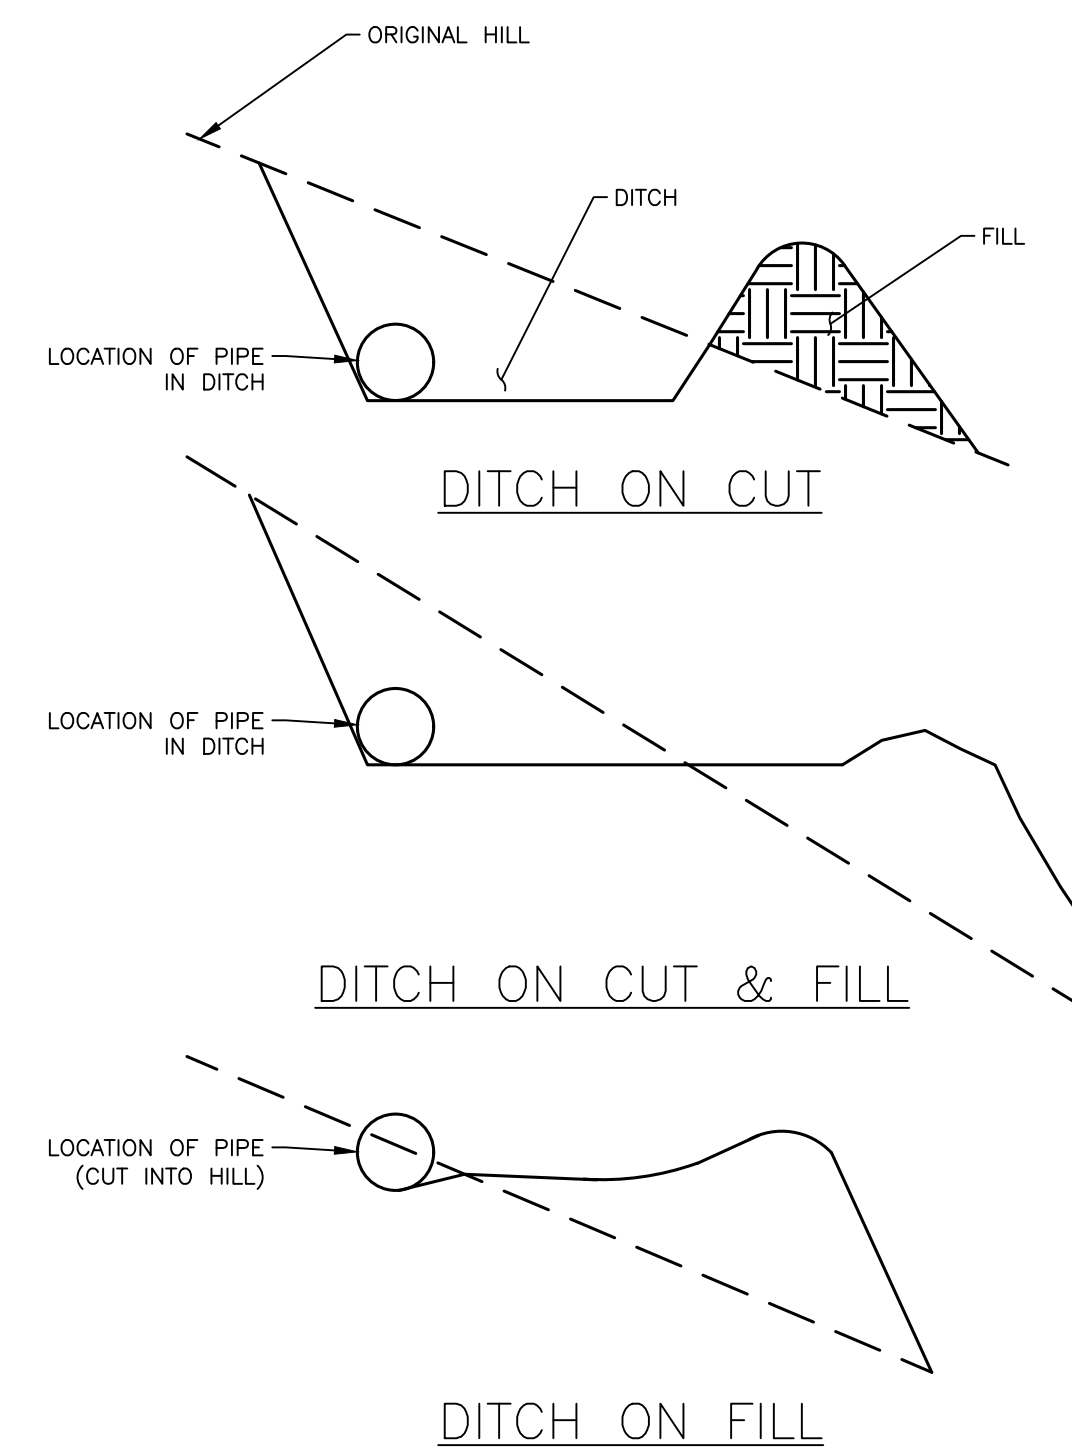 ORIGINAL HILL
DITCH
FILL
LOCATION OF PIPE
IN DITCH
DITCH ON CUT
LOCATION OF PIPE
IN DITCH
DITCH ON CUT & FILL
LOCATION OF PIPE
(CUT INTO HILL)
DITCH ON FILL